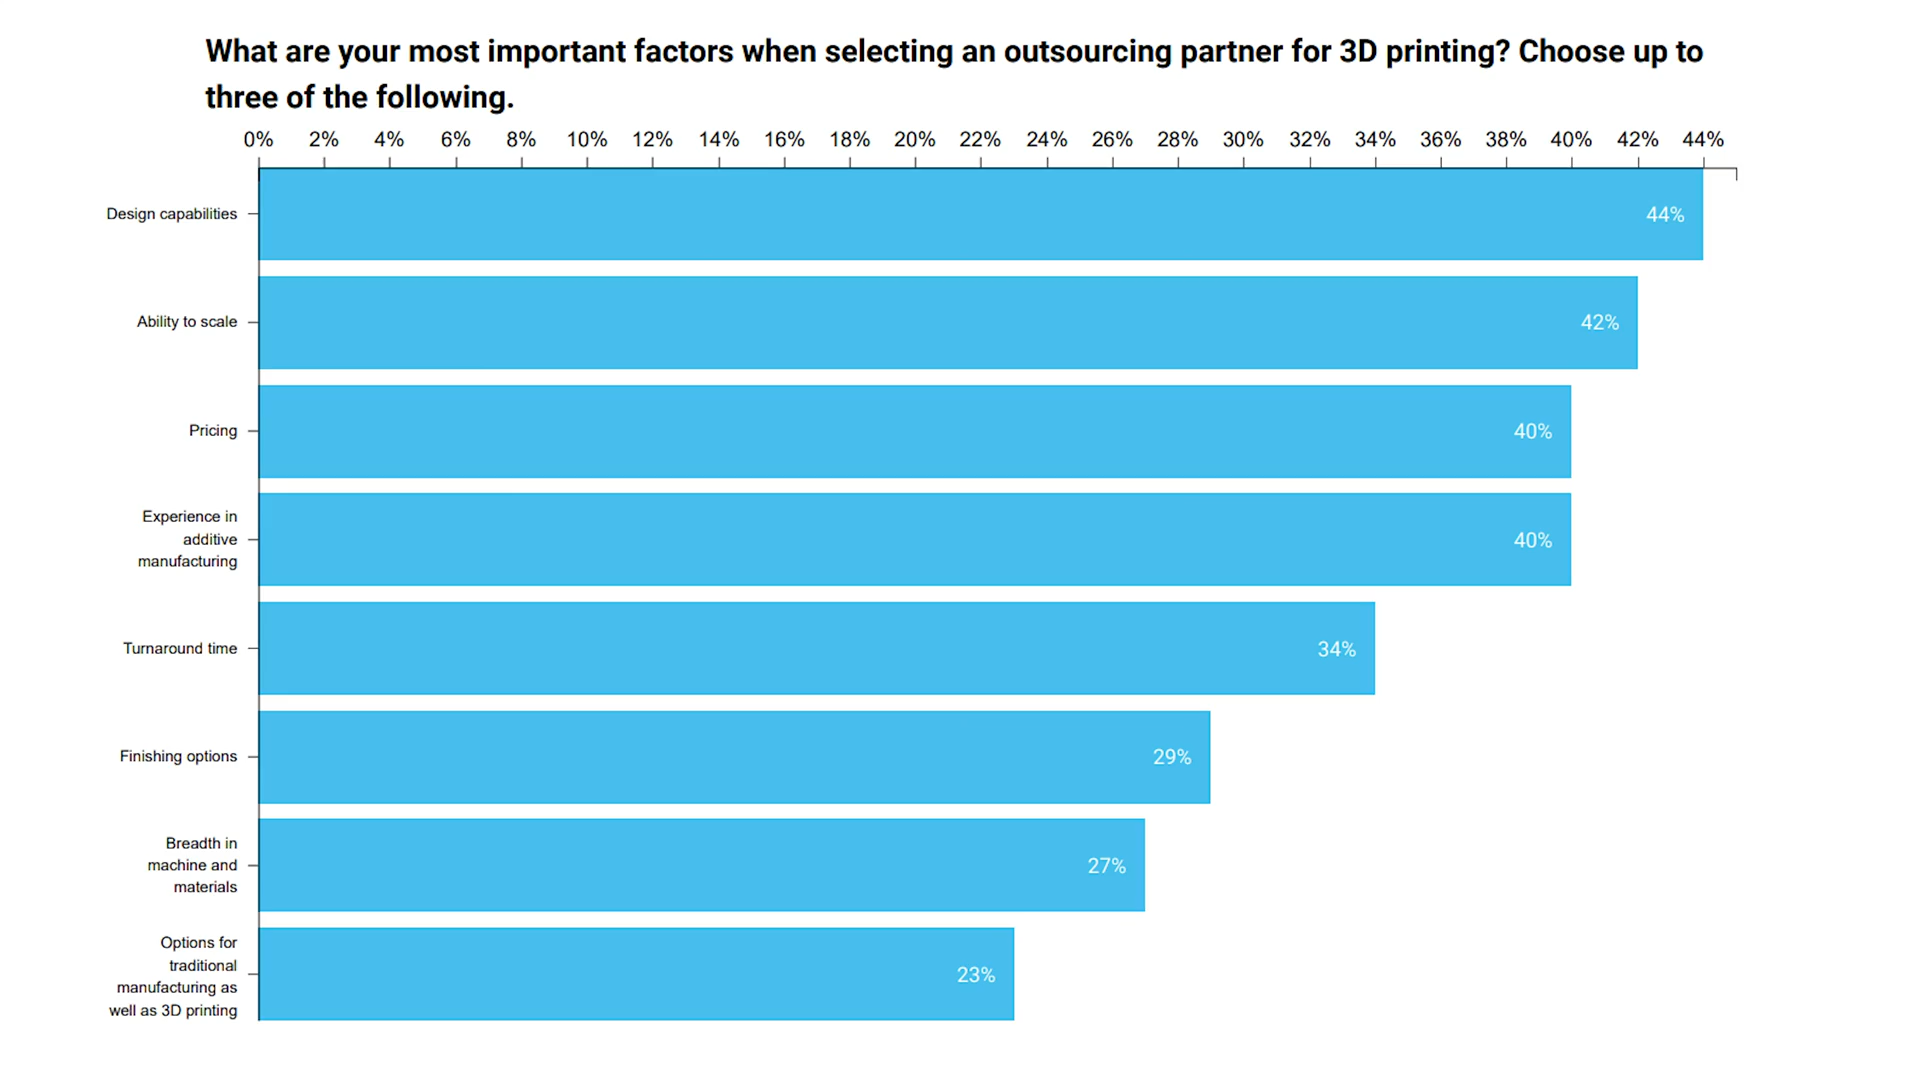 What are your most important factors when selecting an outsourcing partner for 3D printing? Choose up to
three of the following.
0% 2% 4% 6% 8% 10% 12% 14% 16% 18% 20% 22% 24% 26% 28% 30% 32% 34% 36% 38% 40% 42% 44%
Design capabilities
44%
Ability to scale
42%
Pricing
40%
Experience in
additive
manufacturing
40%
Turnaround time
34%
Finishing options
29%
Breadth in
machine and
materials
27%
Options for
traditional
manufacturing as
well as 3D printing
23%